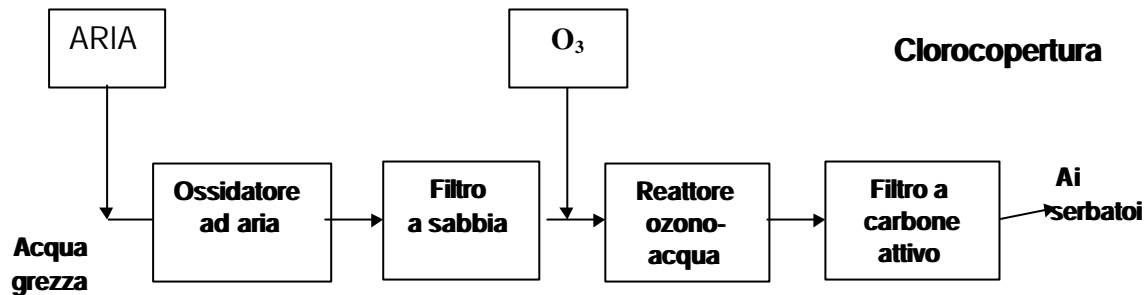 ARIA
O₃
Clorocopertura
Acqua
grezza
Ossidatore
ad aria
Filtro
a sabbia
Reattore
ozono-
acqua
Filtro a
carbone
attivo
Ai
serbatoi